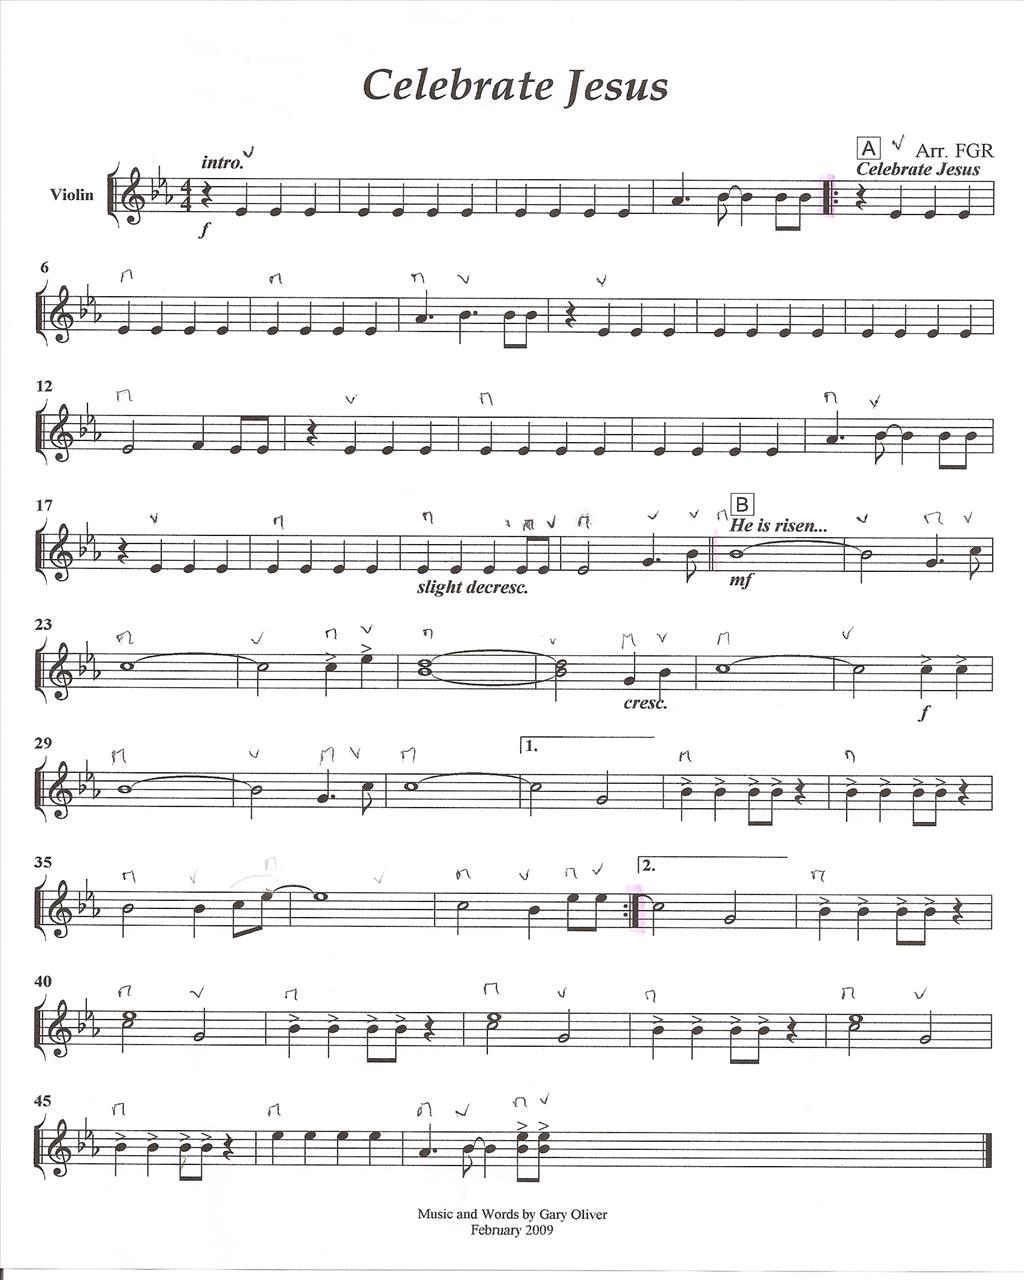 Celebrate Jesus
A
Arr. FGR
intro.
Celebrate Jesus
Violin
4
4
f
6
12
17
B
He is risen...
slight decresc.
mf
23
cresc.
f
29
1.
35
2.
40
45
Music and Words by Gary Oliver
February 2009